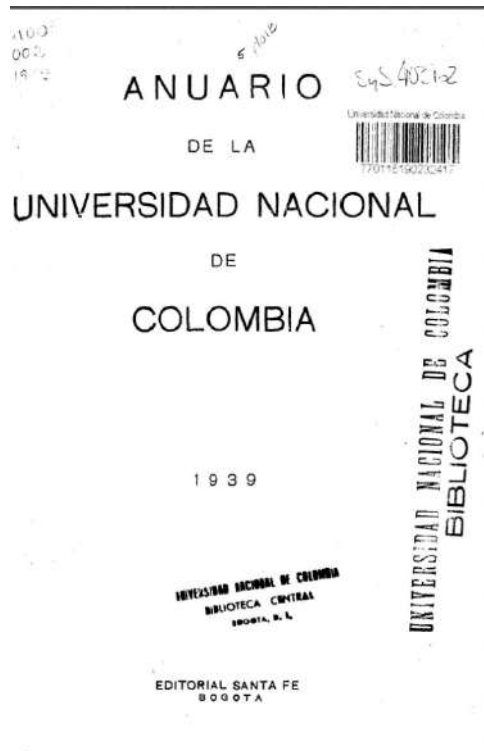 ANUARIO
DE LA
UNIVERSIDAD NACIONAL
DE
COLOMBIA
1939
Universidad Nacional de Colombia
UNIVERSIDAD NACIONAL DE COLOMBIA
BIBLIOTECA
UNIVERSIDAD NACIONAL DE COLOMBIA
BIBLIOTECA CENTRAL
BOGOTA, D. E.
EDITORIAL SANTA FE
BOGOTA